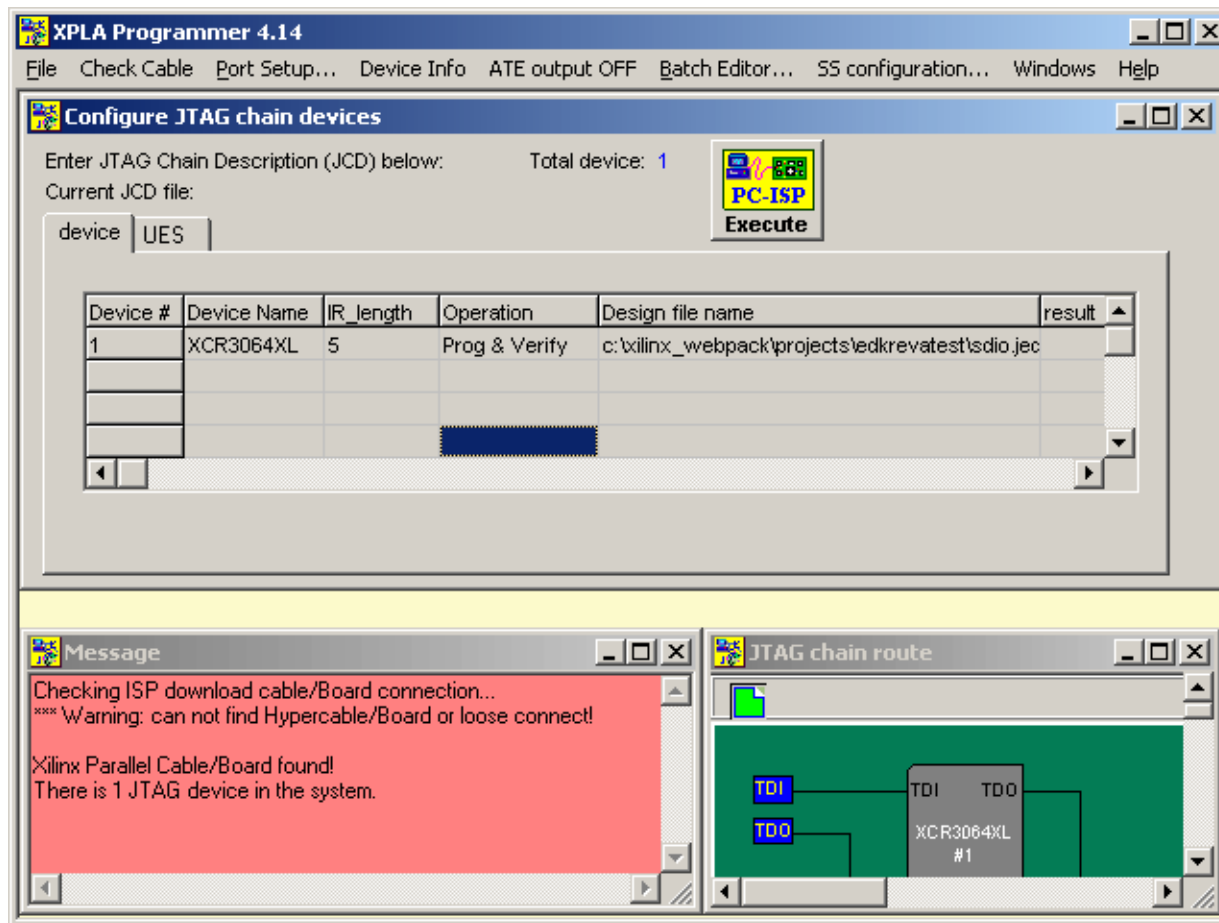 XPLA Programmer 4.14
File Check Cable Port Setup... Device Info ATE output OFF Batch Editor... SS configuration... Windows Help
Configure JTAG chain devices
Enter JTAG Chain Description (JCD) below: Total device: 1
Current JCD file:
PC-ISP
Execute
device UES
Device # Device Name IR_length Operation Design file name result
1 XCR3064XL 5 Prog & Verify c:\xilinx_webpack\projects\edkrevatest\sdio.jec
Message
Checking ISP download cable/Board connection...
*** Warning: can not find Hypercable/Board or loose connect!
Xilinx Parallel Cable/Board found!
There is 1 JTAG device in the system.
JTAG chain route
TDI TDI TDO
TDO XCR3064XL
#1